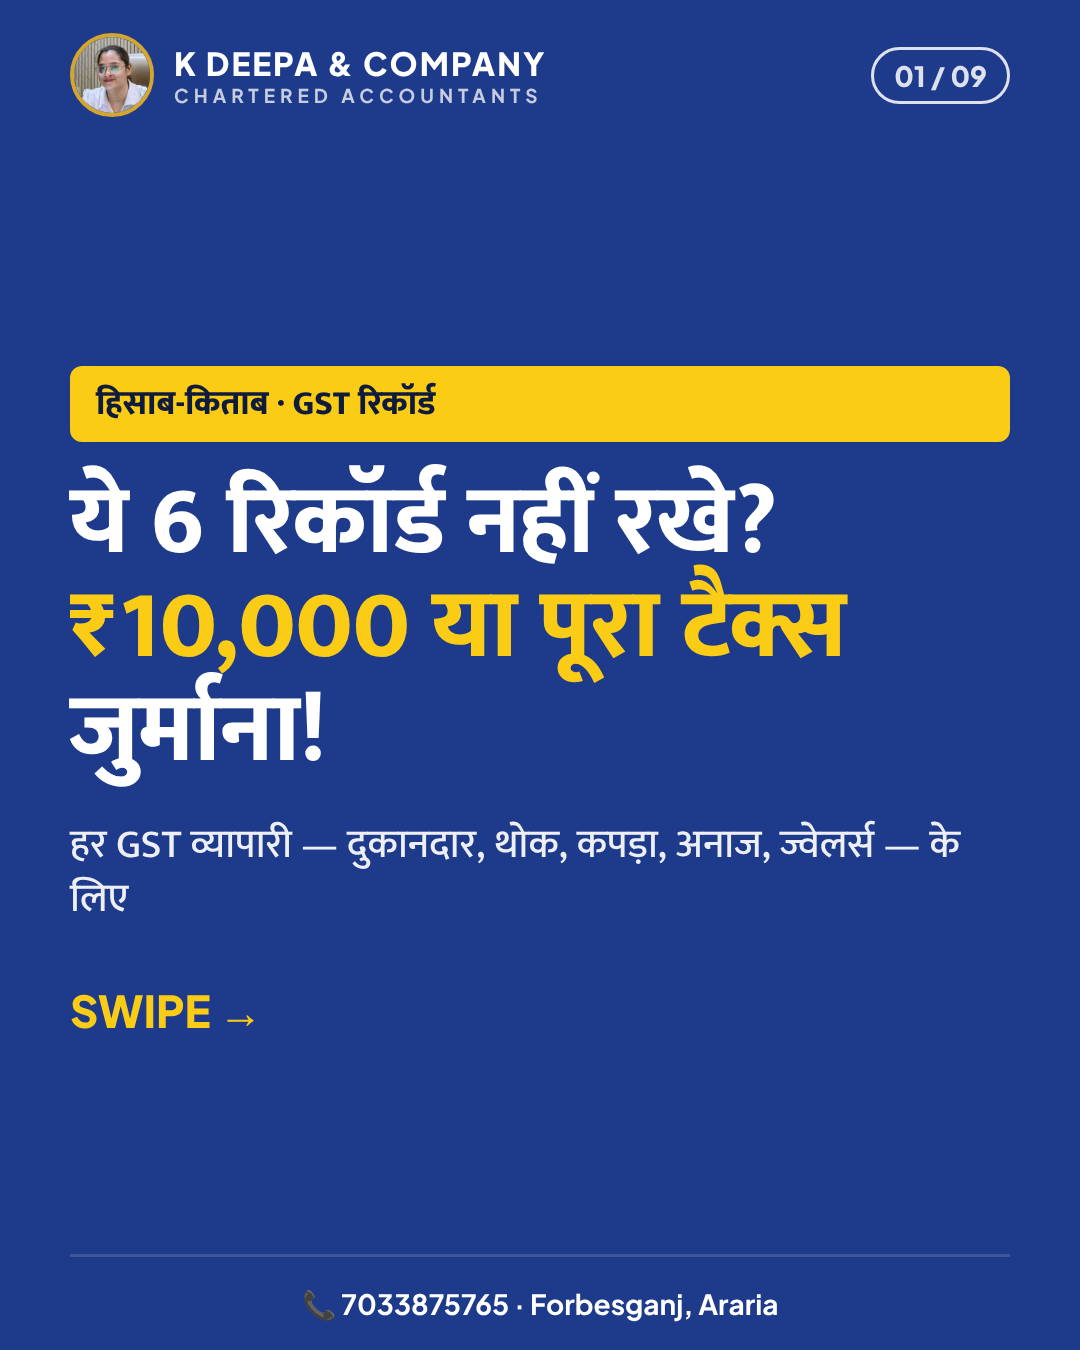 K DEEPA & COMPANY
CHARTERED ACCOUNTANTS
01 / 09
हिसाब-किताब · GST रिकॉर्ड
ये 6 रिकॉर्ड नहीं रखे?
₹10,000 या पूरा टैक्स
जुर्माना!
हर GST व्यापारी — दुकानदार, थोक, कपड़ा, अनाज, ज्वेलर्स — के
लिए
SWIPE →
📞 7033875765 · Forbesganj, Araria